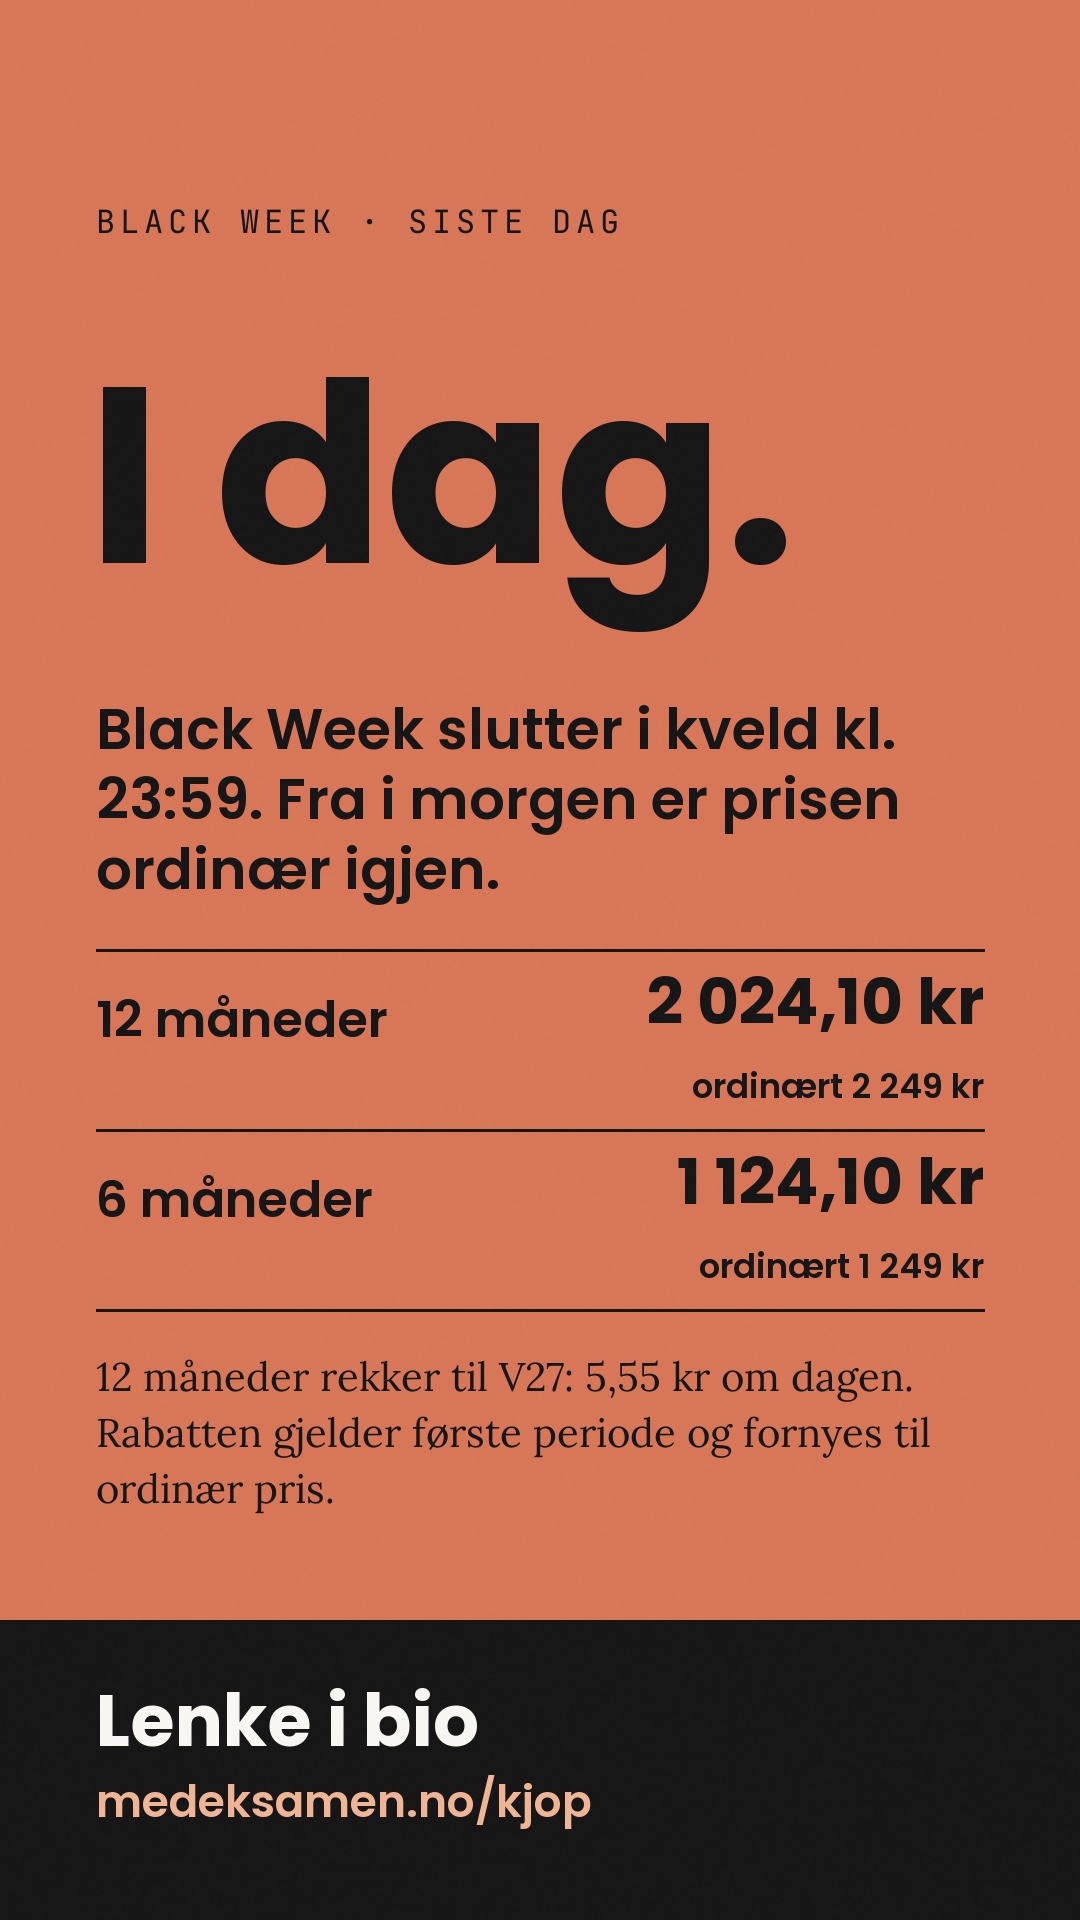 BLACK WEEK · SISTE DAG
I dag.
Black Week slutter i kveld kl.
23:59. Fra i morgen er prisen
ordinær igjen.
12 måneder
2 024,10 kr
ordinært 2 249 kr
6 måneder
1 124,10 kr
ordinært 1 249 kr
12 måneder rekker til V27: 5,55 kr om dagen.
Rabatten gjelder første periode og fornyes til
ordinær pris.
Lenke i bio
medeksamen.no/kjop